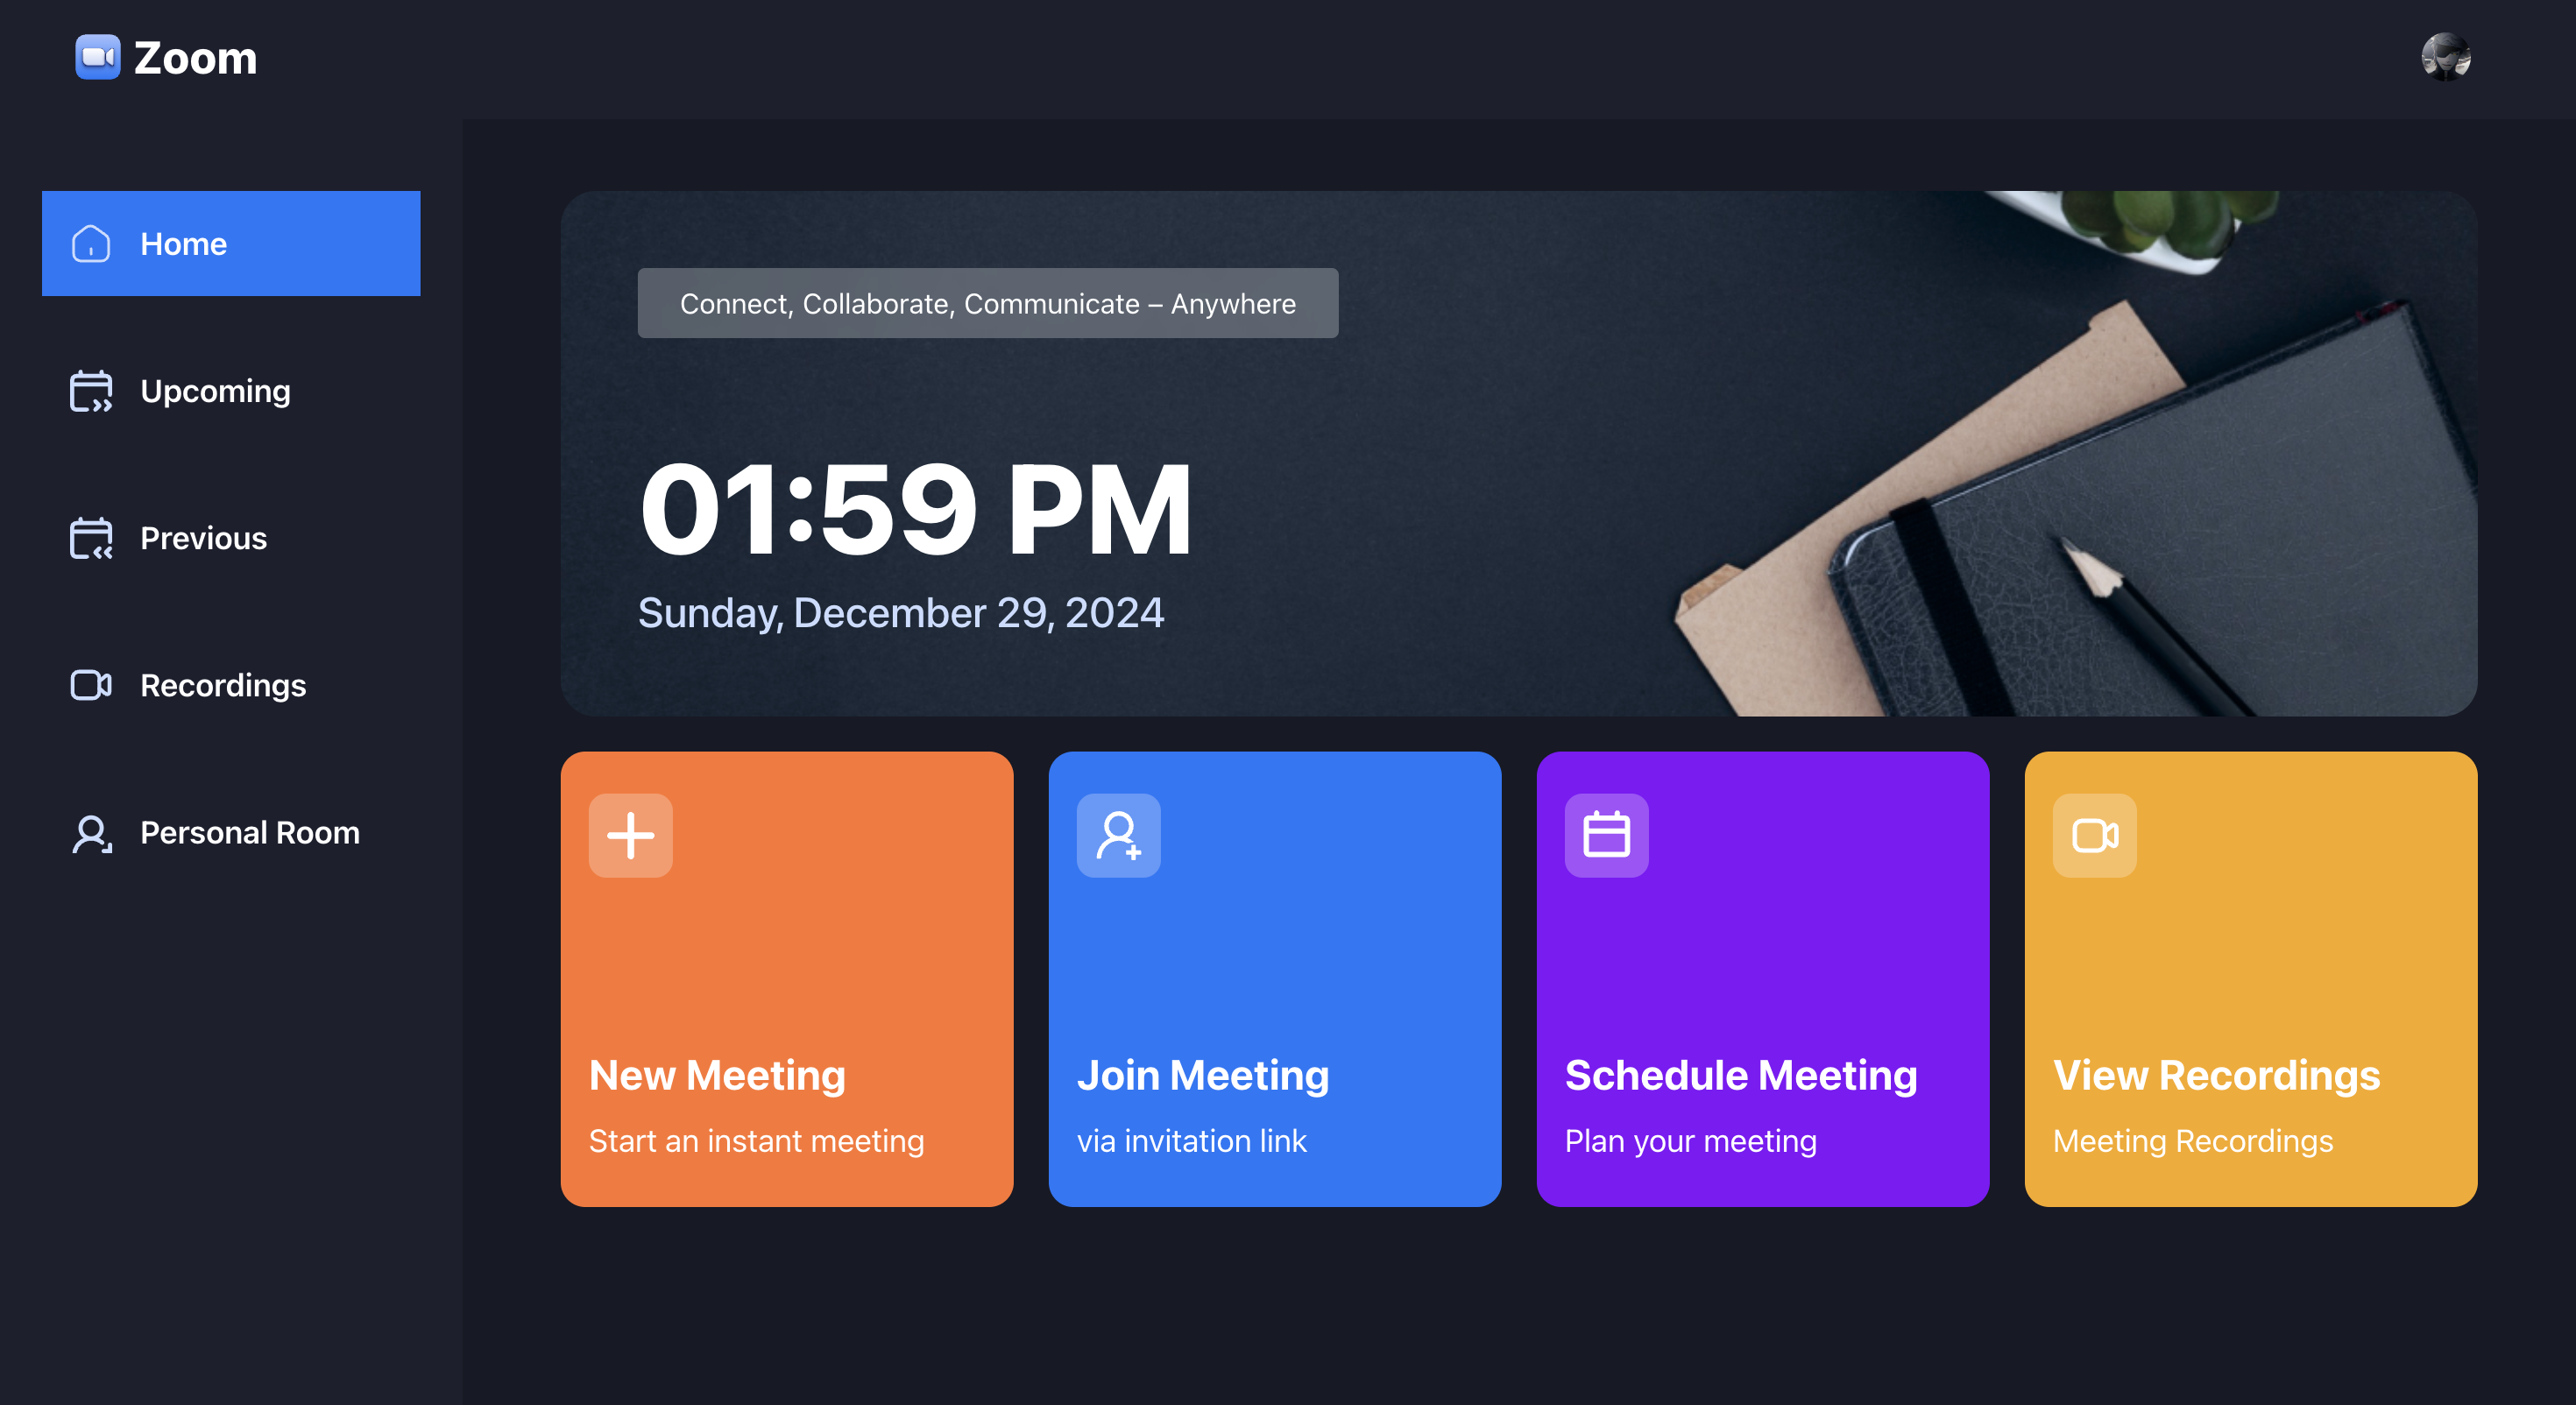 Zoom
Home
Upcoming
Previous
Recordings
Personal Room
Connect, Collaborate, Communicate – Anywhere
01:59 PM
Sunday, December 29, 2024
New Meeting
Start an instant meeting
Join Meeting
via invitation link
Schedule Meeting
Plan your meeting
View Recordings
Meeting Recordings